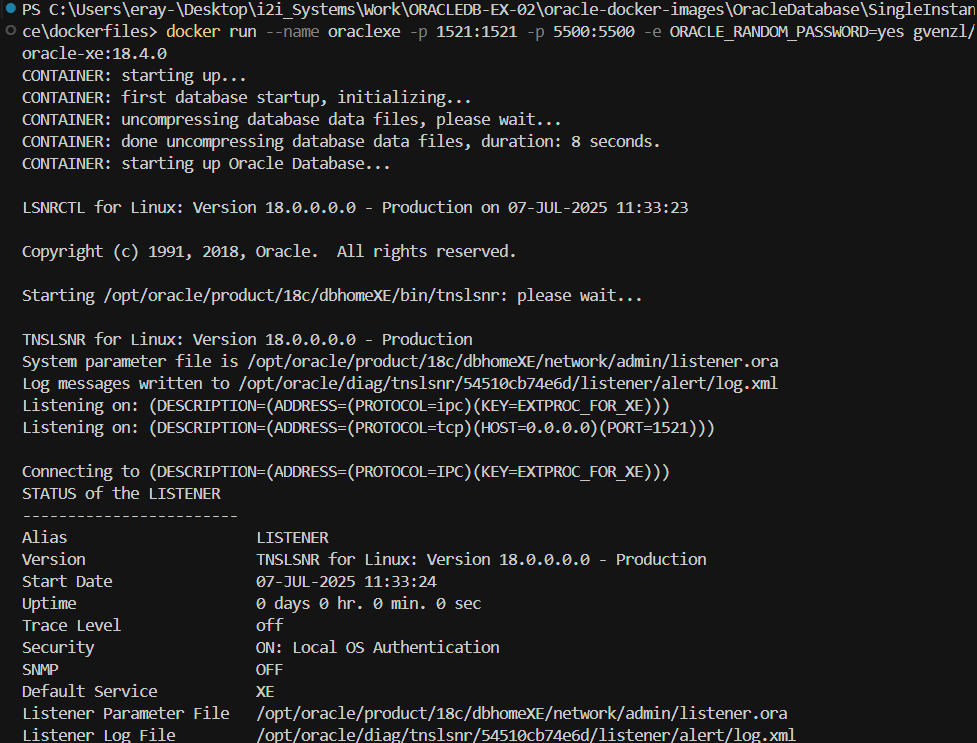 PS C:\Users\eray-\Desktop\i2i_Systems\Work\ORACLEDB-EX-02\oracle-docker-images\OracleDatabase\SingleInstan
ce\dockerfiles> docker run --name oraclexe -p 1521:1521 -p 5500:5500 -e ORACLE_RANDOM_PASSWORD=yes gvenzl/
oracle-xe:18.4.0
CONTAINER: starting up...
CONTAINER: first database startup, initializing...
CONTAINER: uncompressing database data files, please wait...
CONTAINER: done uncompressing database data files, duration: 8 seconds.
CONTAINER: starting up Oracle Database...

LSNRCTL for Linux: Version 18.0.0.0.0 - Production on 07-JUL-2025 11:33:23

Copyright (c) 1991, 2018, Oracle.  All rights reserved.

Starting /opt/oracle/product/18c/dbhomeXE/bin/tnslsnr: please wait...

TNSLSNR for Linux: Version 18.0.0.0.0 - Production
System parameter file is /opt/oracle/product/18c/dbhomeXE/network/admin/listener.ora
Log messages written to /opt/oracle/diag/tnslsnr/54510cb74e6d/listener/alert/log.xml
Listening on: (DESCRIPTION=(ADDRESS=(PROTOCOL=ipc)(KEY=EXTPROC_FOR_XE)))
Listening on: (DESCRIPTION=(ADDRESS=(PROTOCOL=tcp)(HOST=0.0.0.0)(PORT=1521)))

Connecting to (DESCRIPTION=(ADDRESS=(PROTOCOL=IPC)(KEY=EXTPROC_FOR_XE)))
STATUS of the LISTENER
------------------------
Alias                     LISTENER
Version                   TNSLSNR for Linux: Version 18.0.0.0.0 - Production
Start Date                07-JUL-2025 11:33:24
Uptime                    0 days 0 hr. 0 min. 0 sec
Trace Level               off
Security                  ON: Local OS Authentication
SNMP                      OFF
Default Service           XE
Listener Parameter File   /opt/oracle/product/18c/dbhomeXE/network/admin/listener.ora
Listener Log File         /opt/oracle/diag/tnslsnr/54510cb74e6d/listener/alert/log.xml